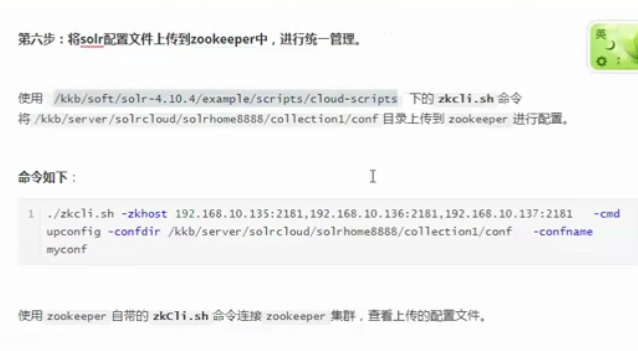 第六步：将solr配置文件上传到zookeeper中，进行统一管理。
英
使用 /kkb/soft/solr-4.10.4/example/scripts/cloud-scripts 下的 zkcli.sh 命令
将 /kkb/server/solrcloud/solrhome8888/collection1/conf 目录上传到 zookeeper 进行配置。
命令如下：
1 ./zkcli.sh -zkhost 192.168.10.135:2181,192.168.10.136:2181,192.168.10.137:2181 -cmd
upconfig -confdir /kkb/server/solrcloud/solrhome8888/collection1/conf -confname
myconf
使用 zookeeper 自带的 zkCli.sh 命令连接 zookeeper 集群，查看上传的配置文件。